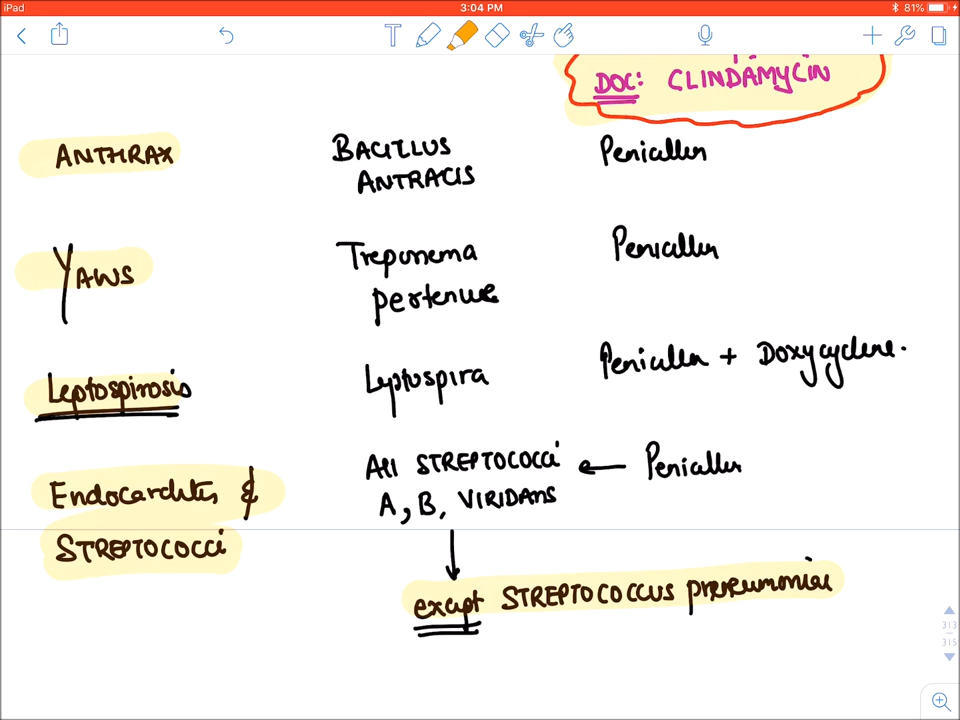 iPad 3:04 PM 81%
DOC: CLINDAMYCIN
ANTHRAX BACILLUS ANTRACIS Penicillin
YAWS Treponema pertenue Penicillin
Leptospirosis Leptospira Penicillin + Doxycycline.
Endocarditis & STREPTOCOCCI All STREPTOCOCCI ← Penicillin
A, B, VIRIDANS
except STREPTOCOCCUS pneumoniae
313
315